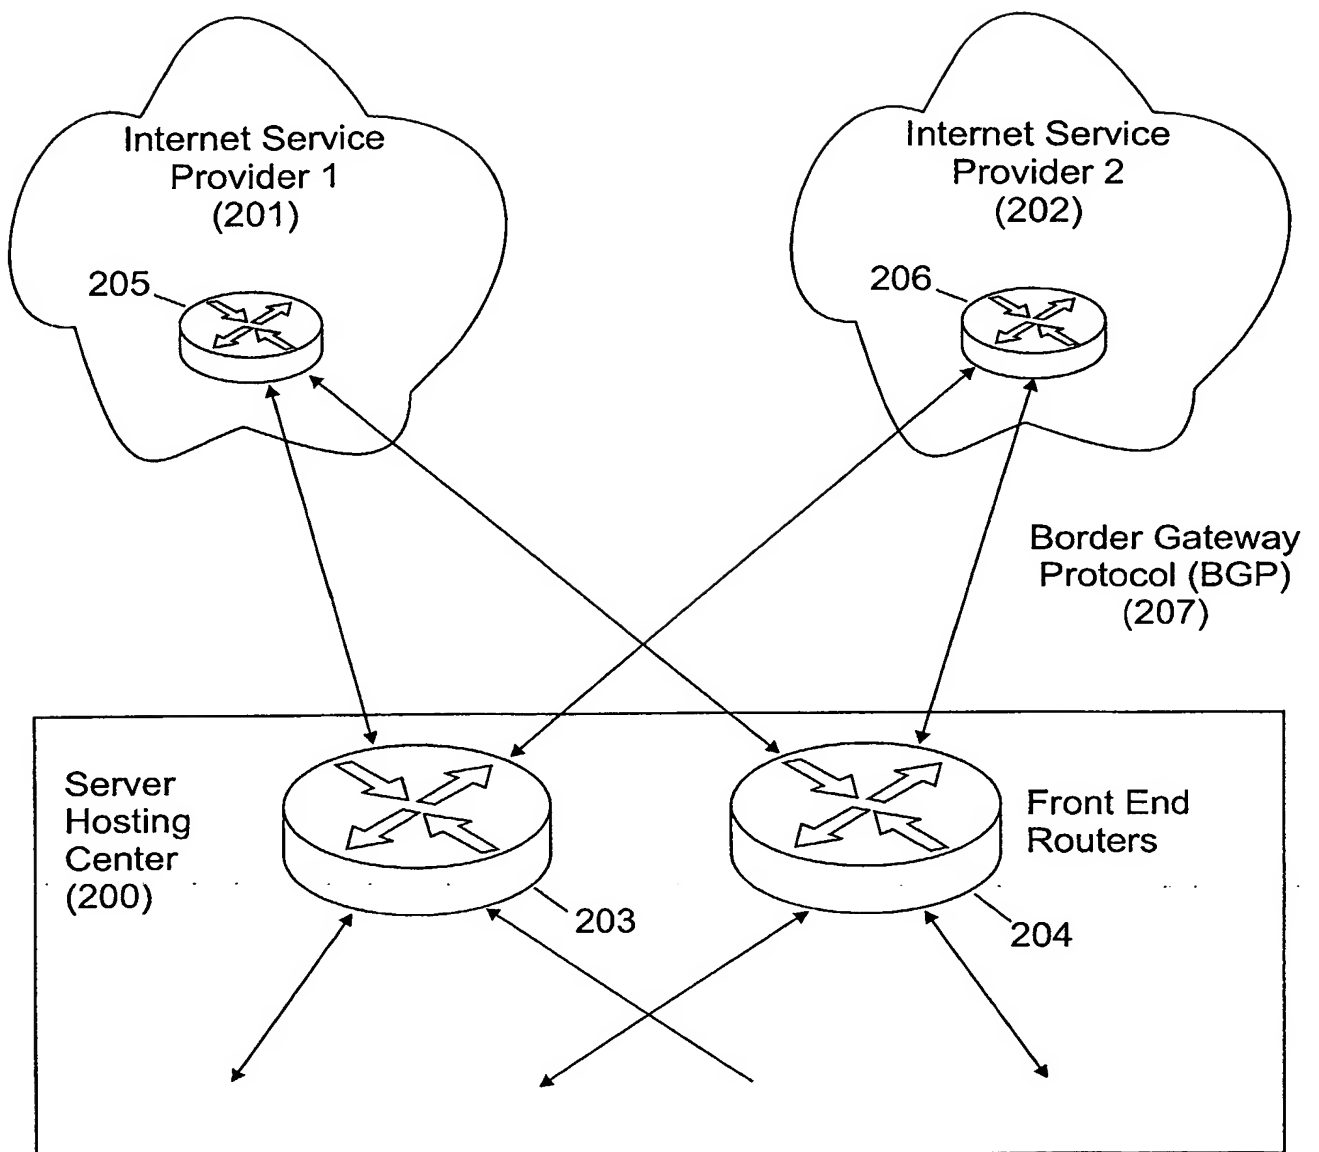 Internet Service
Provider 1
(201)
Internet Service
Provider 2
(202)
205
206
Border Gateway
Protocol (BGP)
(207)
Server
Hosting
Center
(200)
Front End
Routers
203
204